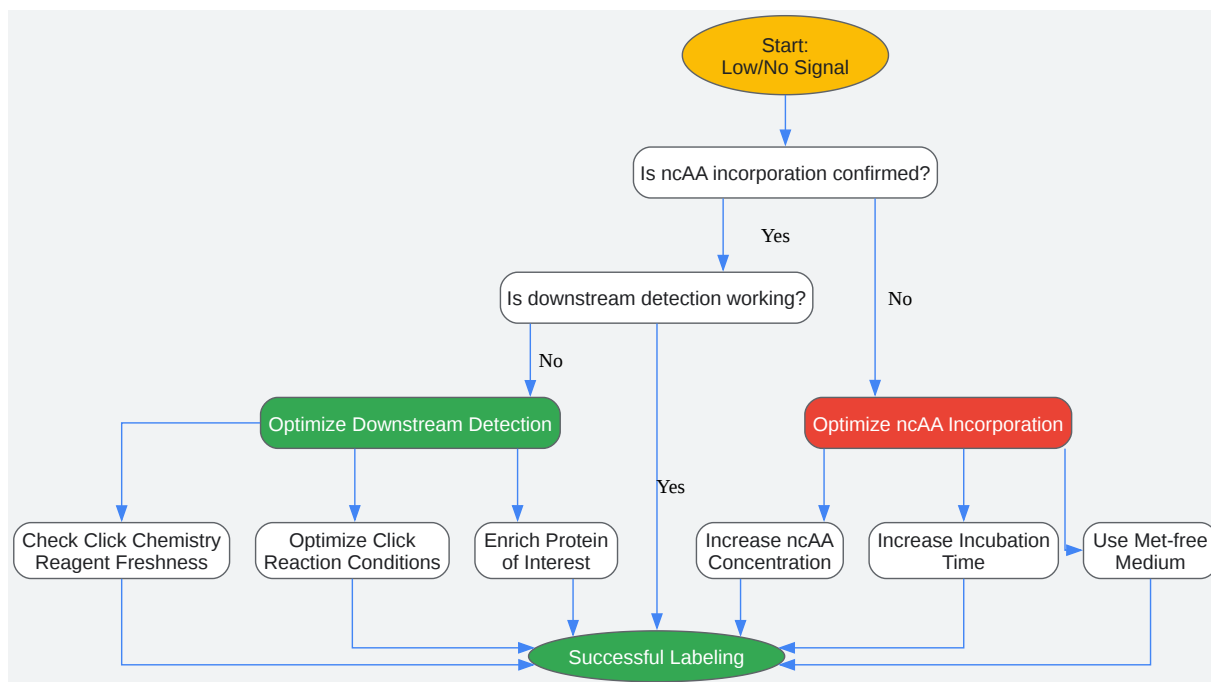 Start:
Low/No Signal
Is ncAA incorporation confirmed?
Yes
Is downstream detection working?
No
No
Optimize Downstream Detection
Optimize ncAA Incorporation
Yes
Check Click Chemistry
Reagent Freshness
Optimize Click
Reaction Conditions
Enrich Protein
of Interest
Increase ncAA
Concentration
Increase Incubation
Time
Use Met-free
Medium
Successful Labeling